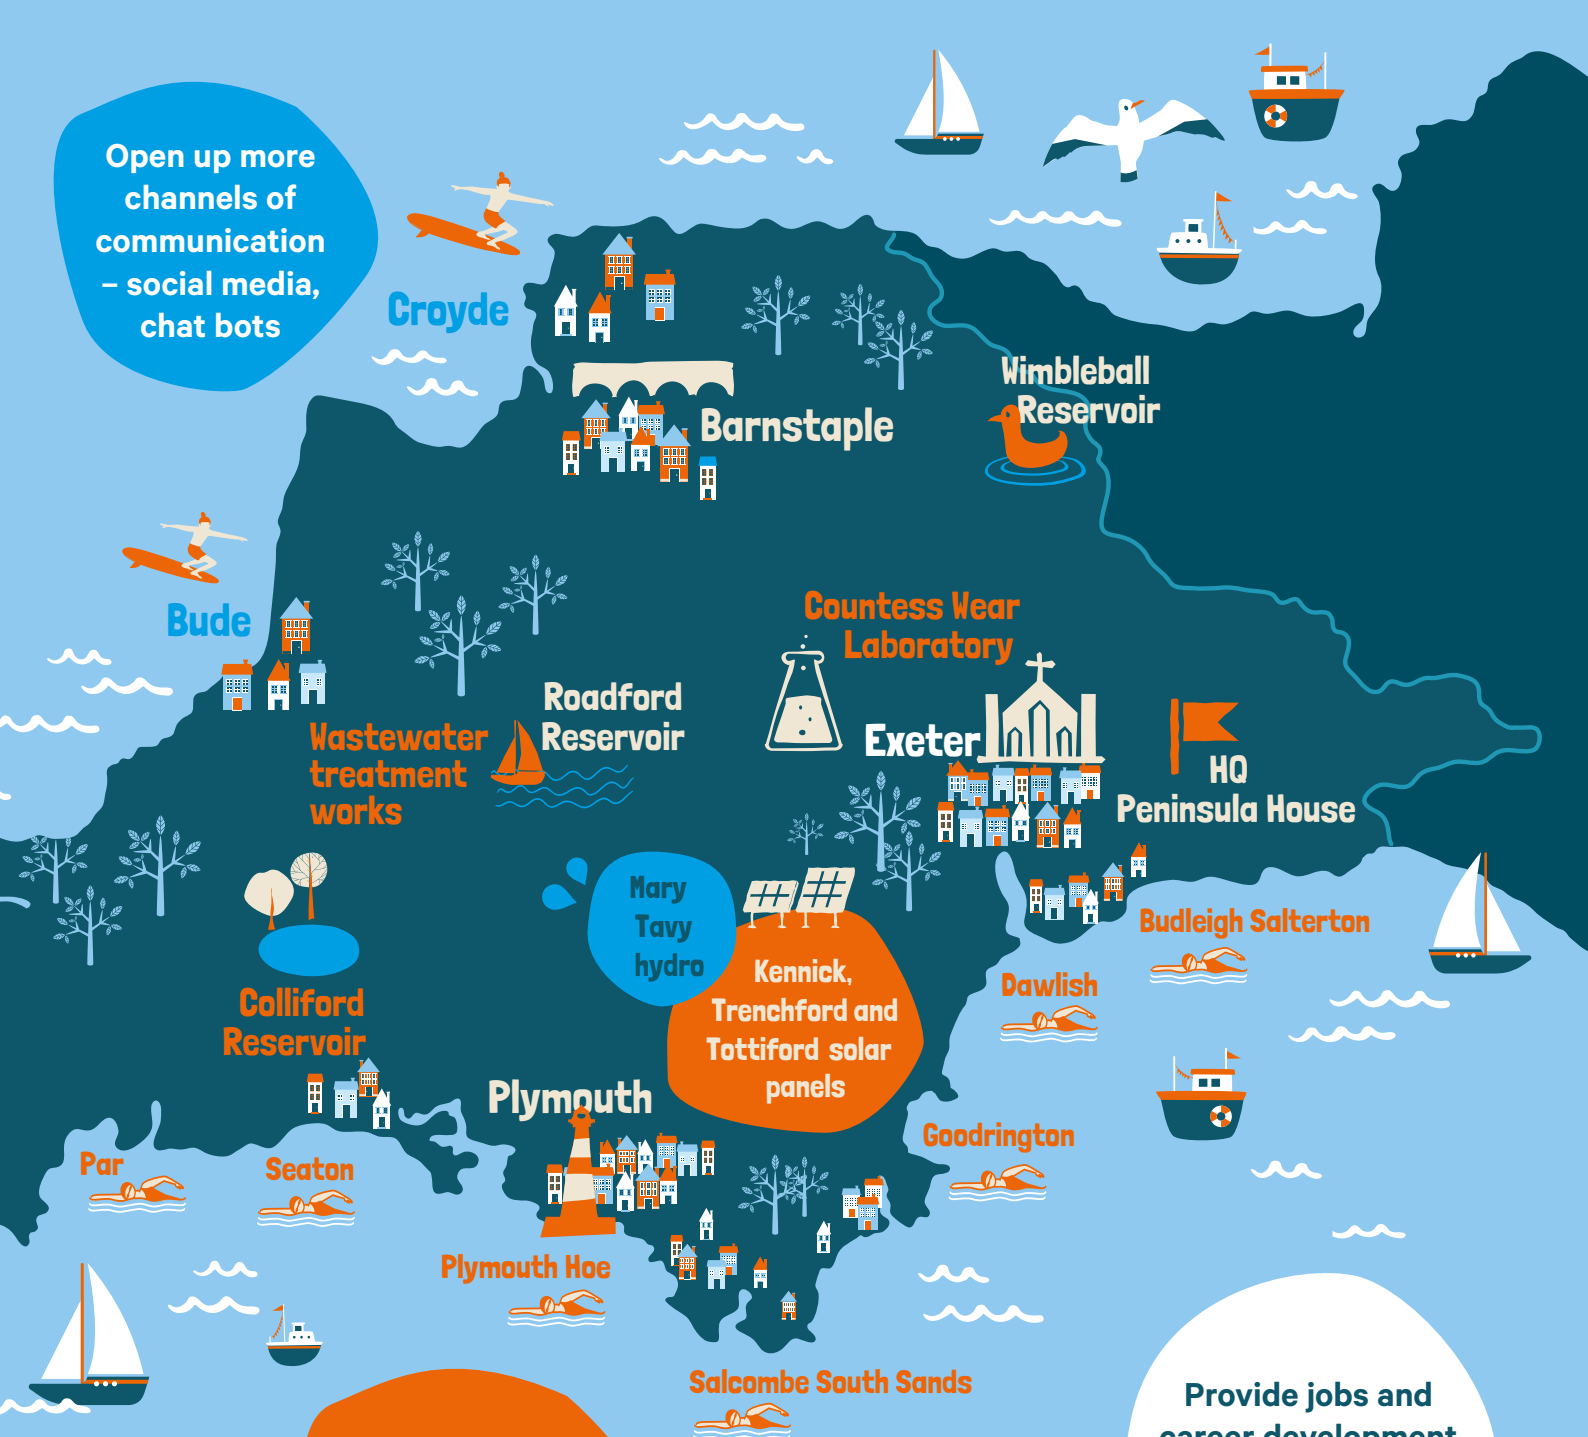 Open up more
channels of
communication
– social media,
chat bots
Croyde
Wimbleball
Reservoir
Barnstaple
Bude
Countess Wear
Laboratory
Roadford
Reservoir
Wastewater
treatment
works
Exeter
HQ
Peninsula House
Mary
Tavy
hydro
Kennick,
Trenchford and
Tottiford solar
panels
Budleigh Salterton
Dawlish
Colliford
Reservoir
Plymouth
Goodrington
Par
Seaton
Plymouth Hoe
Salcombe South Sands
Provide jobs and
career development